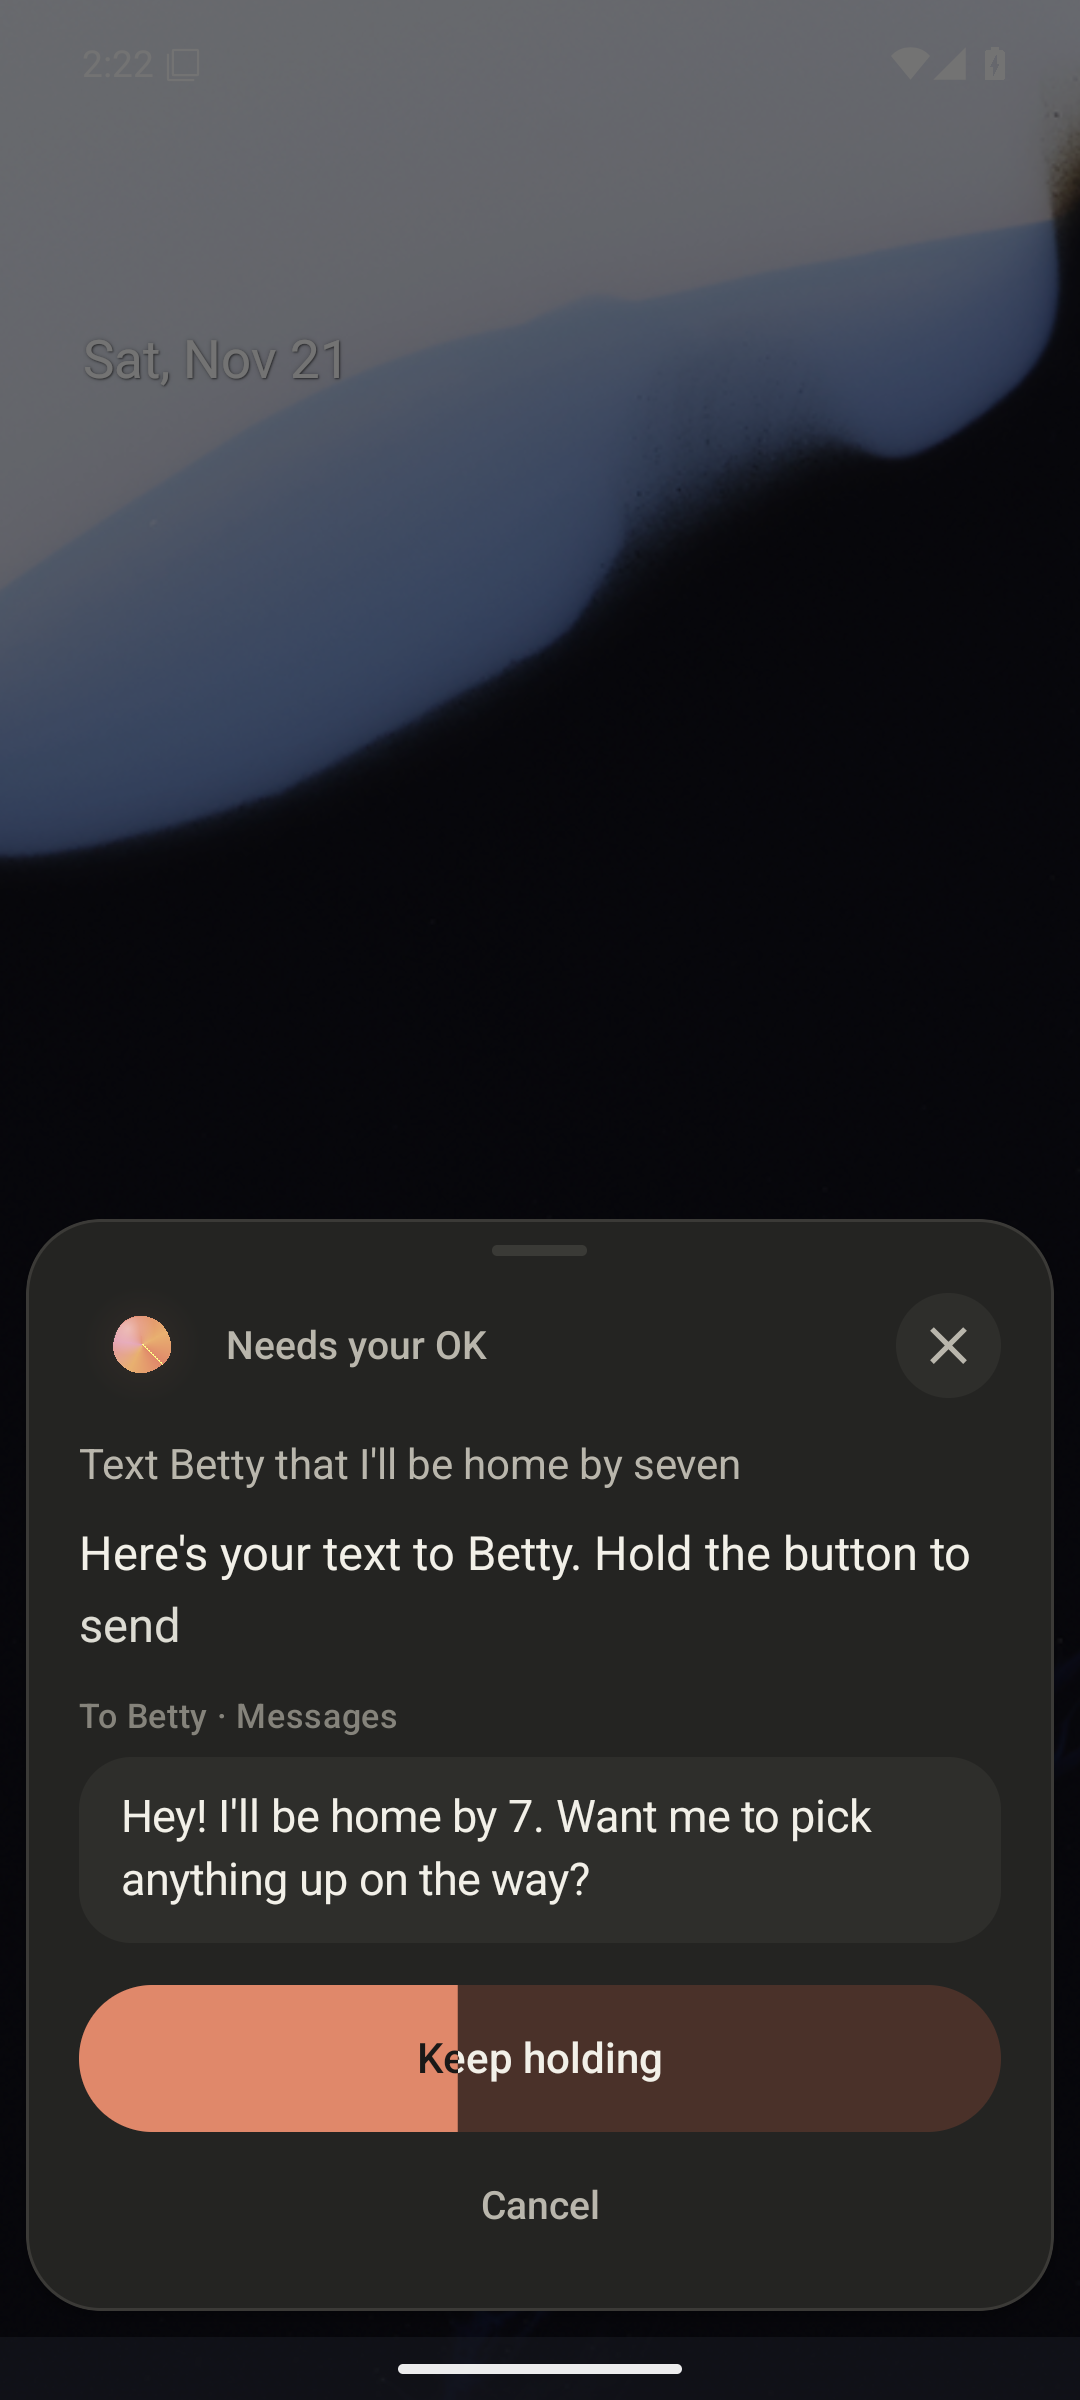 2:22
Sat, Nov 21
Needs your OK
Text Betty that I'll be home by seven
Here's your text to Betty. Hold the button to
send
To Betty · Messages
Hey! I'll be home by 7. Want me to pick
anything up on the way?
Keep holding
Cancel